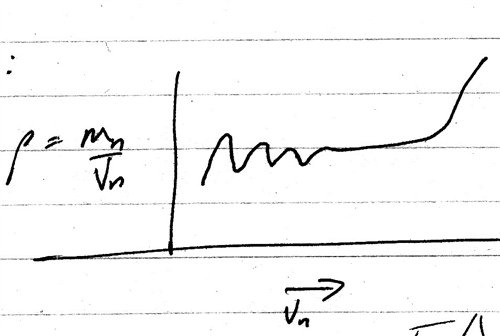 :
ρ = mn/Vn
Vn →